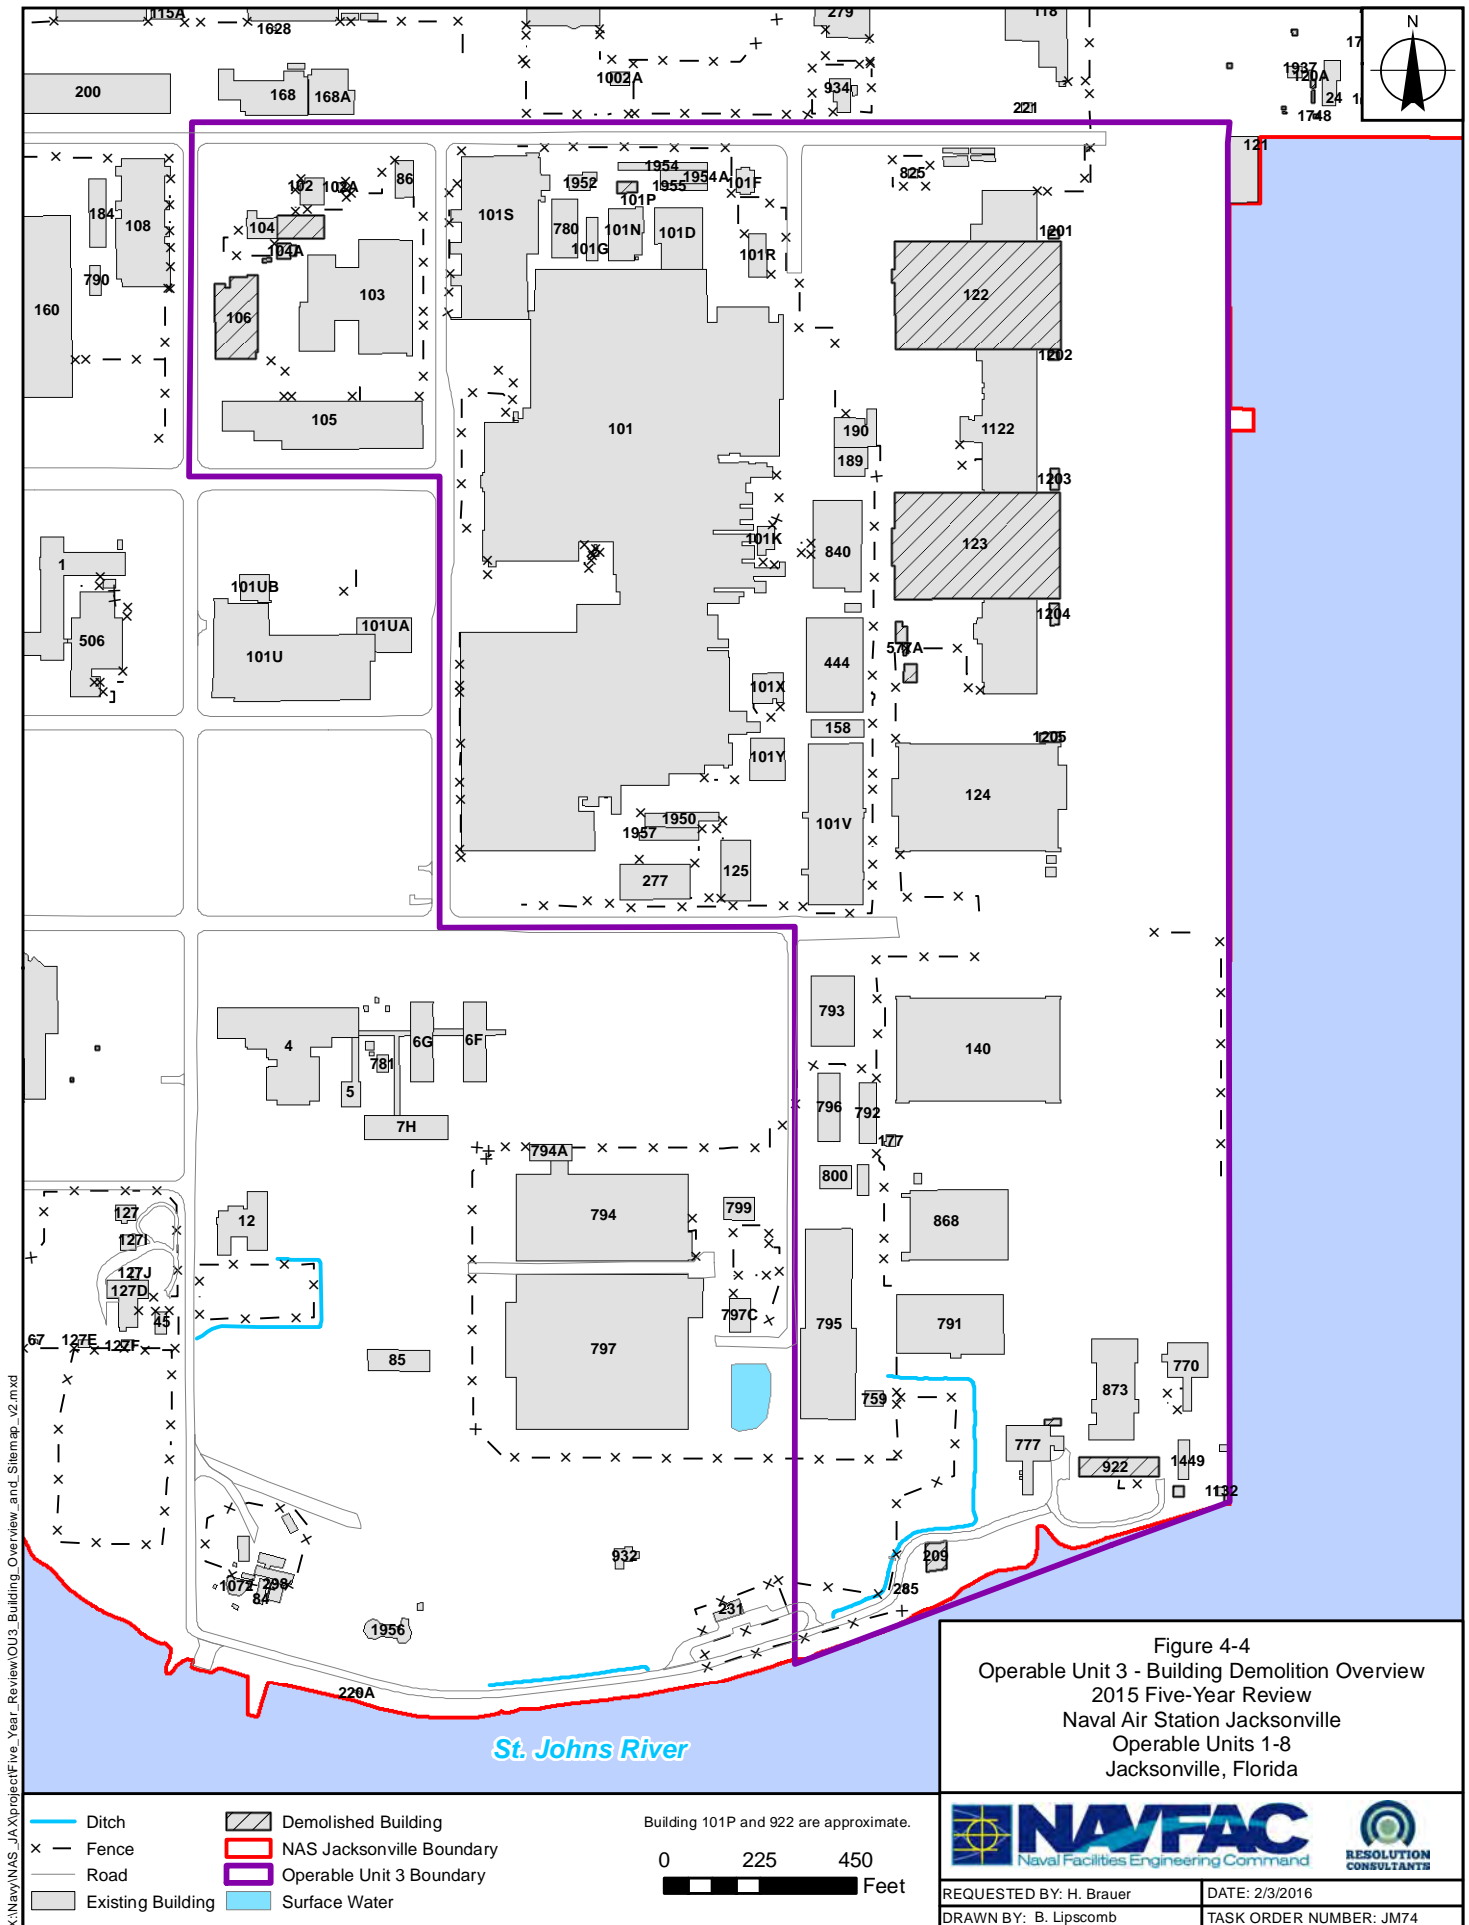 115A
1628
279
118
N
17
1002A
934
1937
120A
24
1
221
1748
200
168
168A
121
184
108
790
160
102
102A
86
104
104A
106
103
105
101S
1952
1954
1954A
1955
101P
101F
780
101G
101N
101D
101R
825
1201
122
1202
101
190
189
1122
1203
101K
840
123
1204
1
506
101UB
101UA
101U
577A
444
101X
158
1205
101Y
124
101V
1950
1957
125
277
793
140
4
6G
6F
781
5
7H
796
792
177
794A
800
794
799
868
12
127
127I
127J
127D
45
67
127E
127F
797C
795
791
797
85
759
873
770
777
922
1449
1132
209
932
285
1072
298
84
231
1956
220A
St. Johns River
Figure 4-4
Operable Unit 3 - Building Demolition Overview
2015 Five-Year Review
Naval Air Station Jacksonville
Operable Units 1-8
Jacksonville, Florida
X:\Navy\NAS_JAX\project\Five_Year_Review\OU3_Building_Overview_and_Sitemap_v2.mxd
Ditch
Fence
Road
Existing Building
Demolished Building
NAS Jacksonville Boundary
Operable Unit 3 Boundary
Surface Water
Building 101P and 922 are approximate.
0 225 450
Feet
NAVFAC
Naval Facilities Engineering Command
RESOLUTION
CONSULTANTS
REQUESTED BY: H. Brauer
DATE: 2/3/2016
DRAWN BY: B. Lipscomb
TASK ORDER NUMBER: JM74